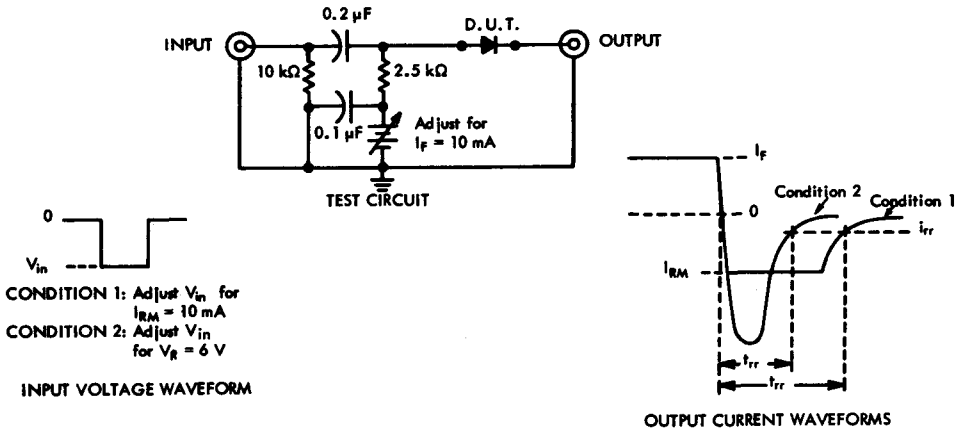 0.2 µF
D.U.T.
INPUT
OUTPUT
10 kΩ
2.5 kΩ
0.1 µF
Adjust for
I_F = 10 mA
TEST CIRCUIT
0
V_in
CONDITION 1: Adjust V_in for
I_RM = 10 mA
CONDITION 2: Adjust V_in
for V_R = 6 V
INPUT VOLTAGE WAVEFORM
I_F
Condition 2
Condition 1
0
i_rr
I_RM
t_rr
t_rr
OUTPUT CURRENT WAVEFORMS